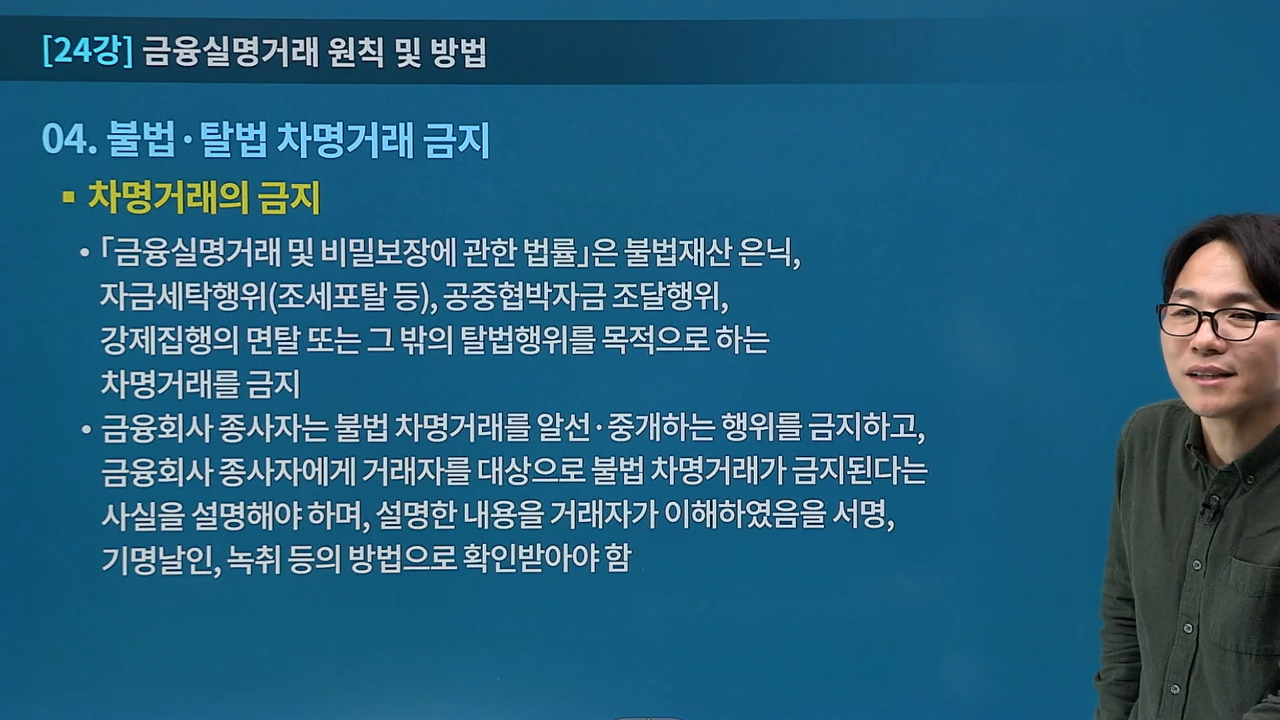 [24강] 금융실명거래 원칙 및 방법
04. 불법·탈법 차명거래 금지
▪ 차명거래의 금지
• 「금융실명거래 및 비밀보장에 관한 법률」은 불법재산 은닉,
자금세탁행위(조세포탈 등), 공중협박자금 조달행위,
강제집행의 면탈 또는 그 밖의 탈법행위를 목적으로 하는
차명거래를 금지
• 금융회사 종사자는 불법 차명거래를 알선·중개하는 행위를 금지하고,
금융회사 종사자에게 거래자를 대상으로 불법 차명거래가 금지된다는
사실을 설명해야 하며, 설명한 내용을 거래자가 이해하였음을 서명,
기명날인, 녹취 등의 방법으로 확인받아야 함